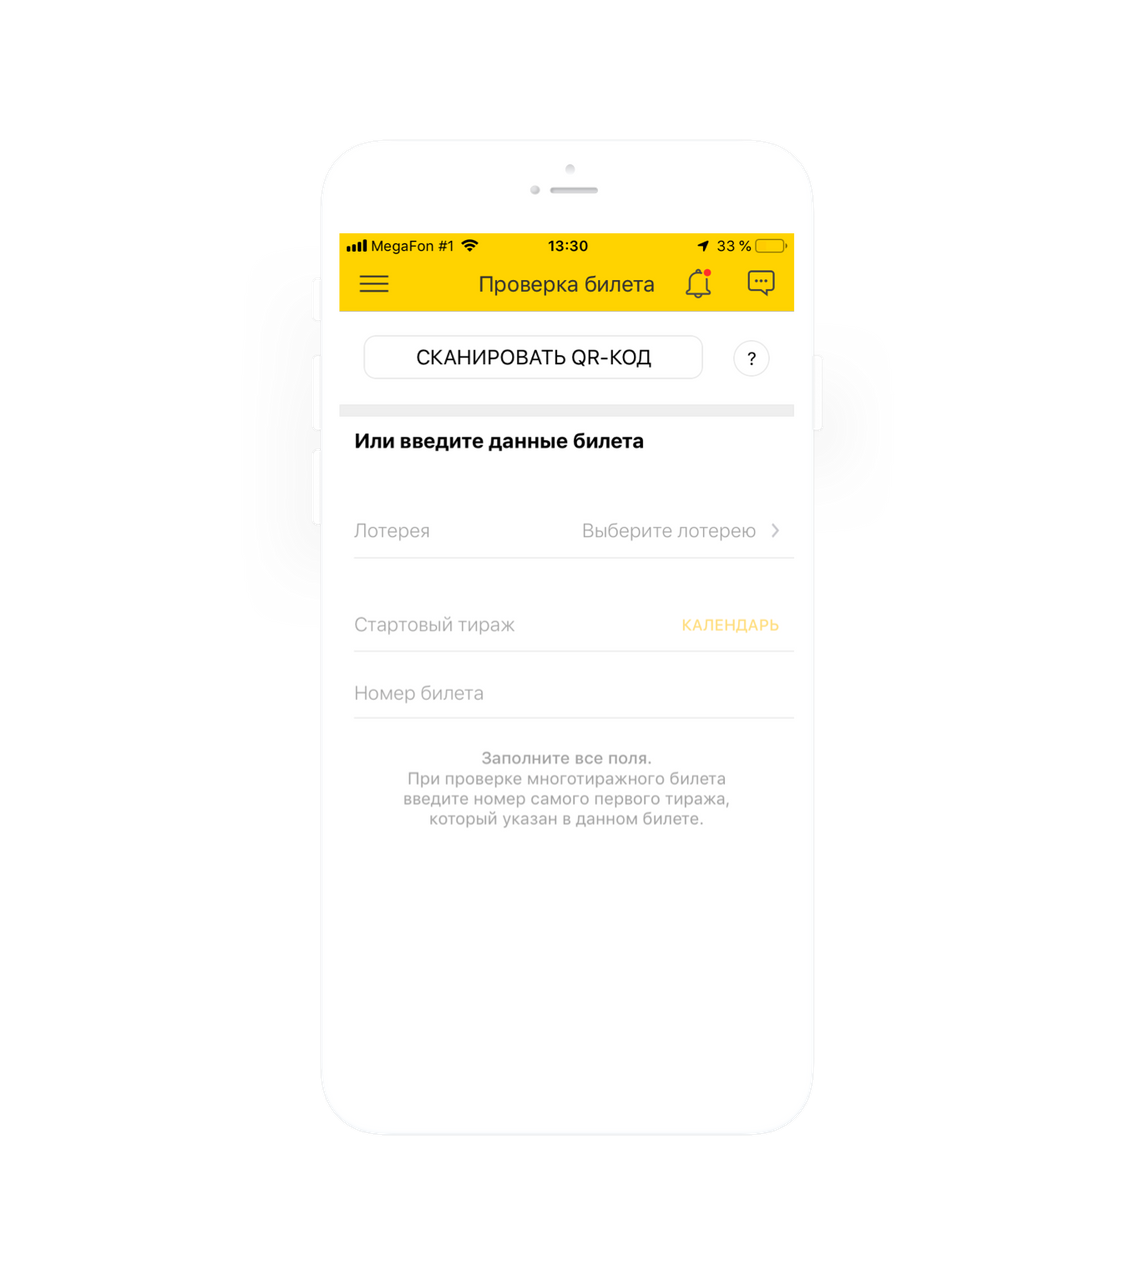 MegaFon #1 13:30 33 %
Проверка билета
СКАНИРОВАТЬ QR-КОД ?
Или введите данные билета
Лотерея Выберите лотерею
Стартовый тираж КАЛЕНДАРЬ
Номер билета
Заполните все поля.
При проверке многотиражного билета
введите номер самого первого тиража,
который указан в данном билете.